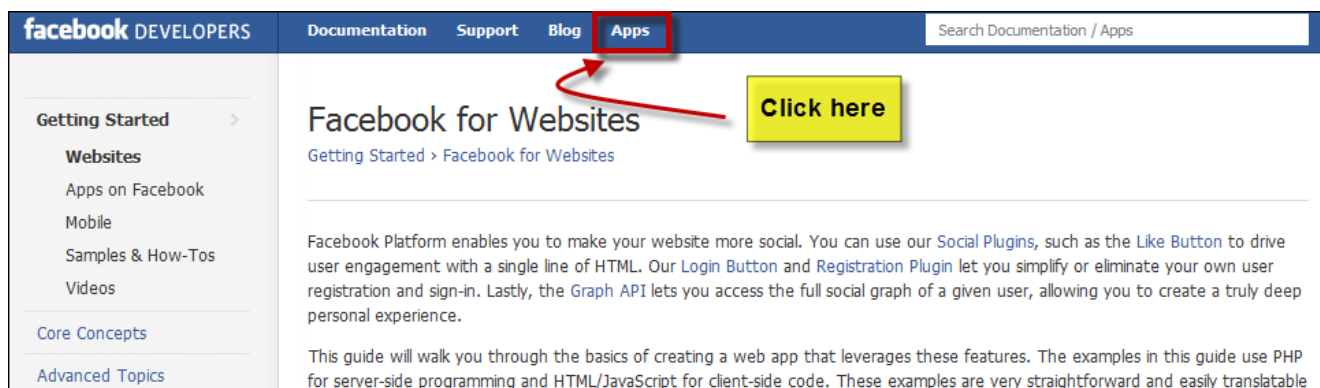 facebook DEVELOPERS Documentation Support Blog Apps Search Documentation / Apps
Click here
Getting Started >
Websites
Apps on Facebook
Mobile
Samples & How-Tos
Videos
Core Concepts
Advanced Topics
Facebook for Websites
Getting Started › Facebook for Websites
Facebook Platform enables you to make your website more social. You can use our Social Plugins, such as the Like Button to drive
user engagement with a single line of HTML. Our Login Button and Registration Plugin let you simplify or eliminate your own user
registration and sign-in. Lastly, the Graph API lets you access the full social graph of a given user, allowing you to create a truly deep
personal experience.
This guide will walk you through the basics of creating a web app that leverages these features. The examples in this guide use PHP
for server-side programming and HTML/JavaScript for client-side code. These examples are very straightforward and easily translatable